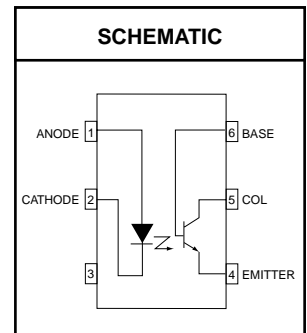 SCHEMATIC
ANODE 1
6 BASE
CATHODE 2
5 COL
3
4 EMITTER